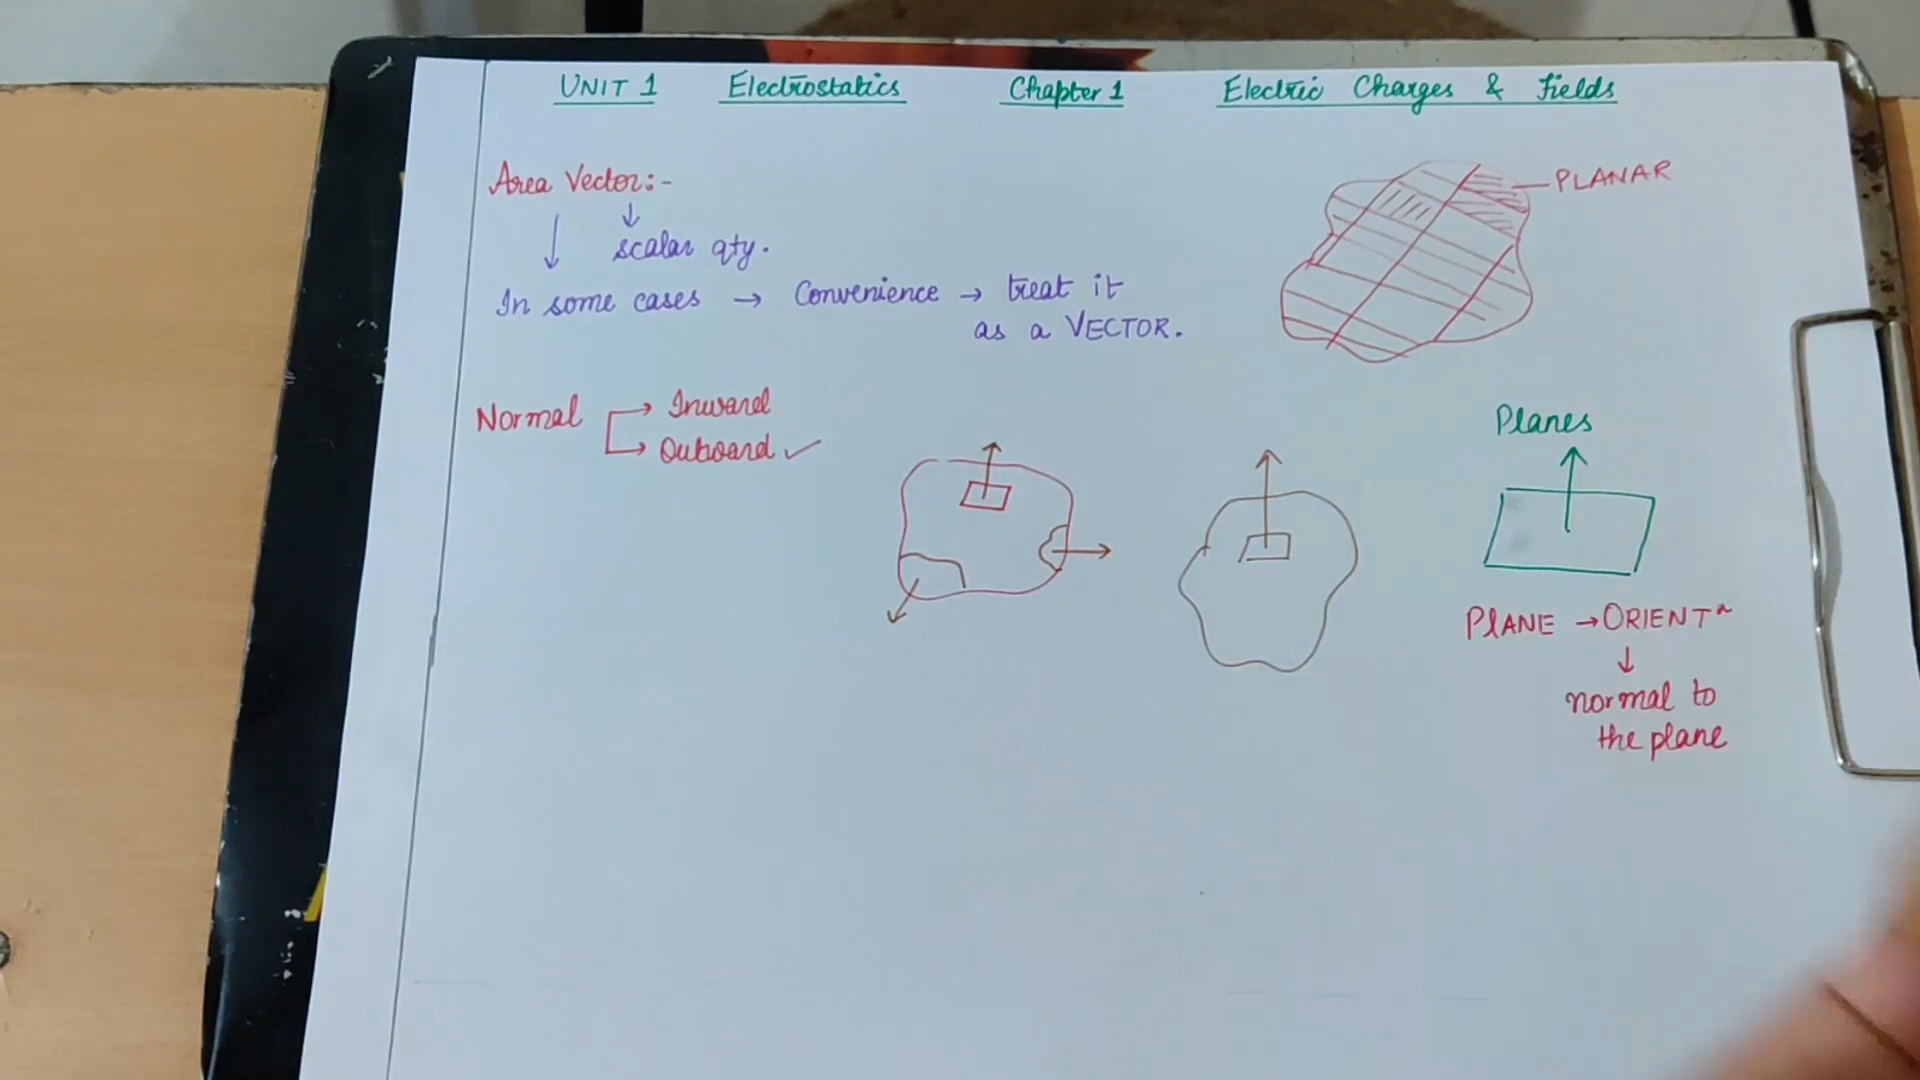 UNIT 1 Electrostatics Chapter 1 Electric Charges & Fields
Area Vector:-
scalar qty.
In some cases → Convenience → treat it
as a VECTOR.
PLANAR
Normal → Inward
→ Outward ✓
Planes
PLANE → ORIENTⁿ
normal to
the plane